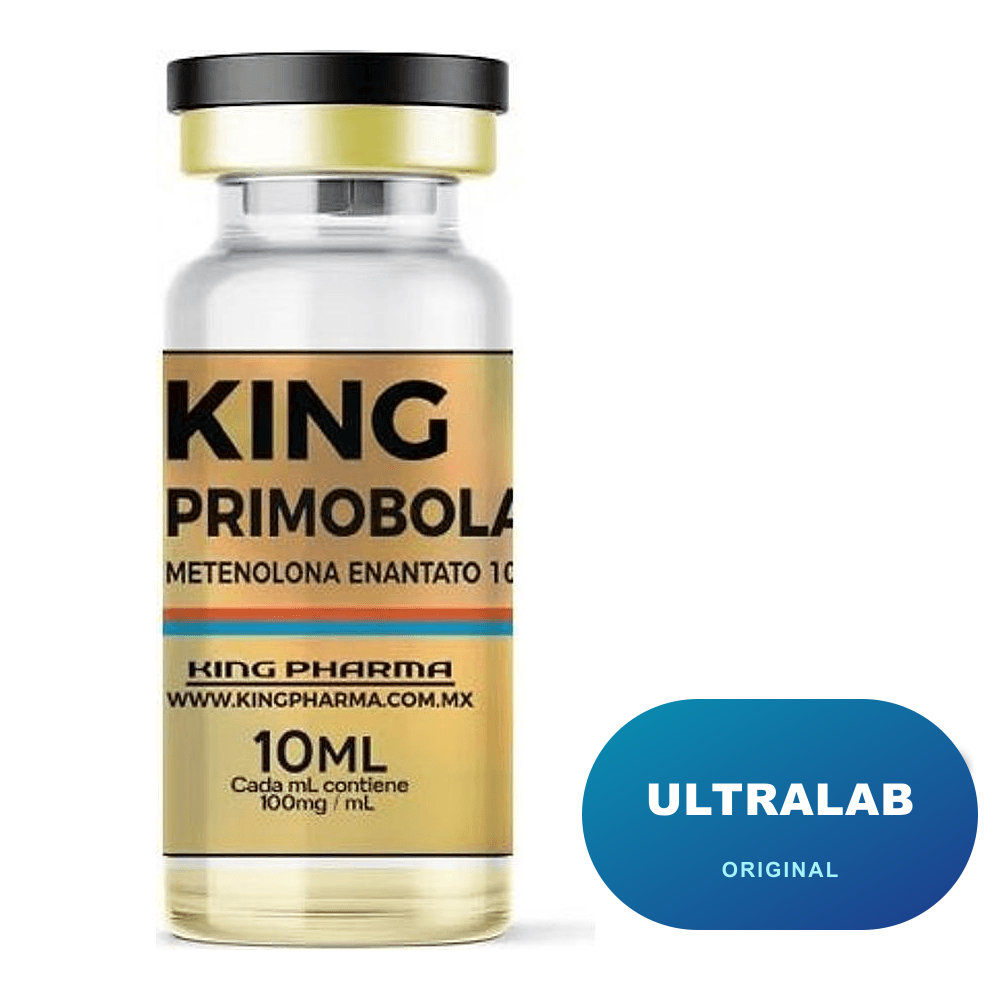 KING
PRIMOBOLA
METENOLONA ENANTATO 10
KING PHARMA
WWW.KINGPHARMA.COM.MX
10ML
Cada mL contiene
100mg / mL
ULTRALAB
ORIGINAL